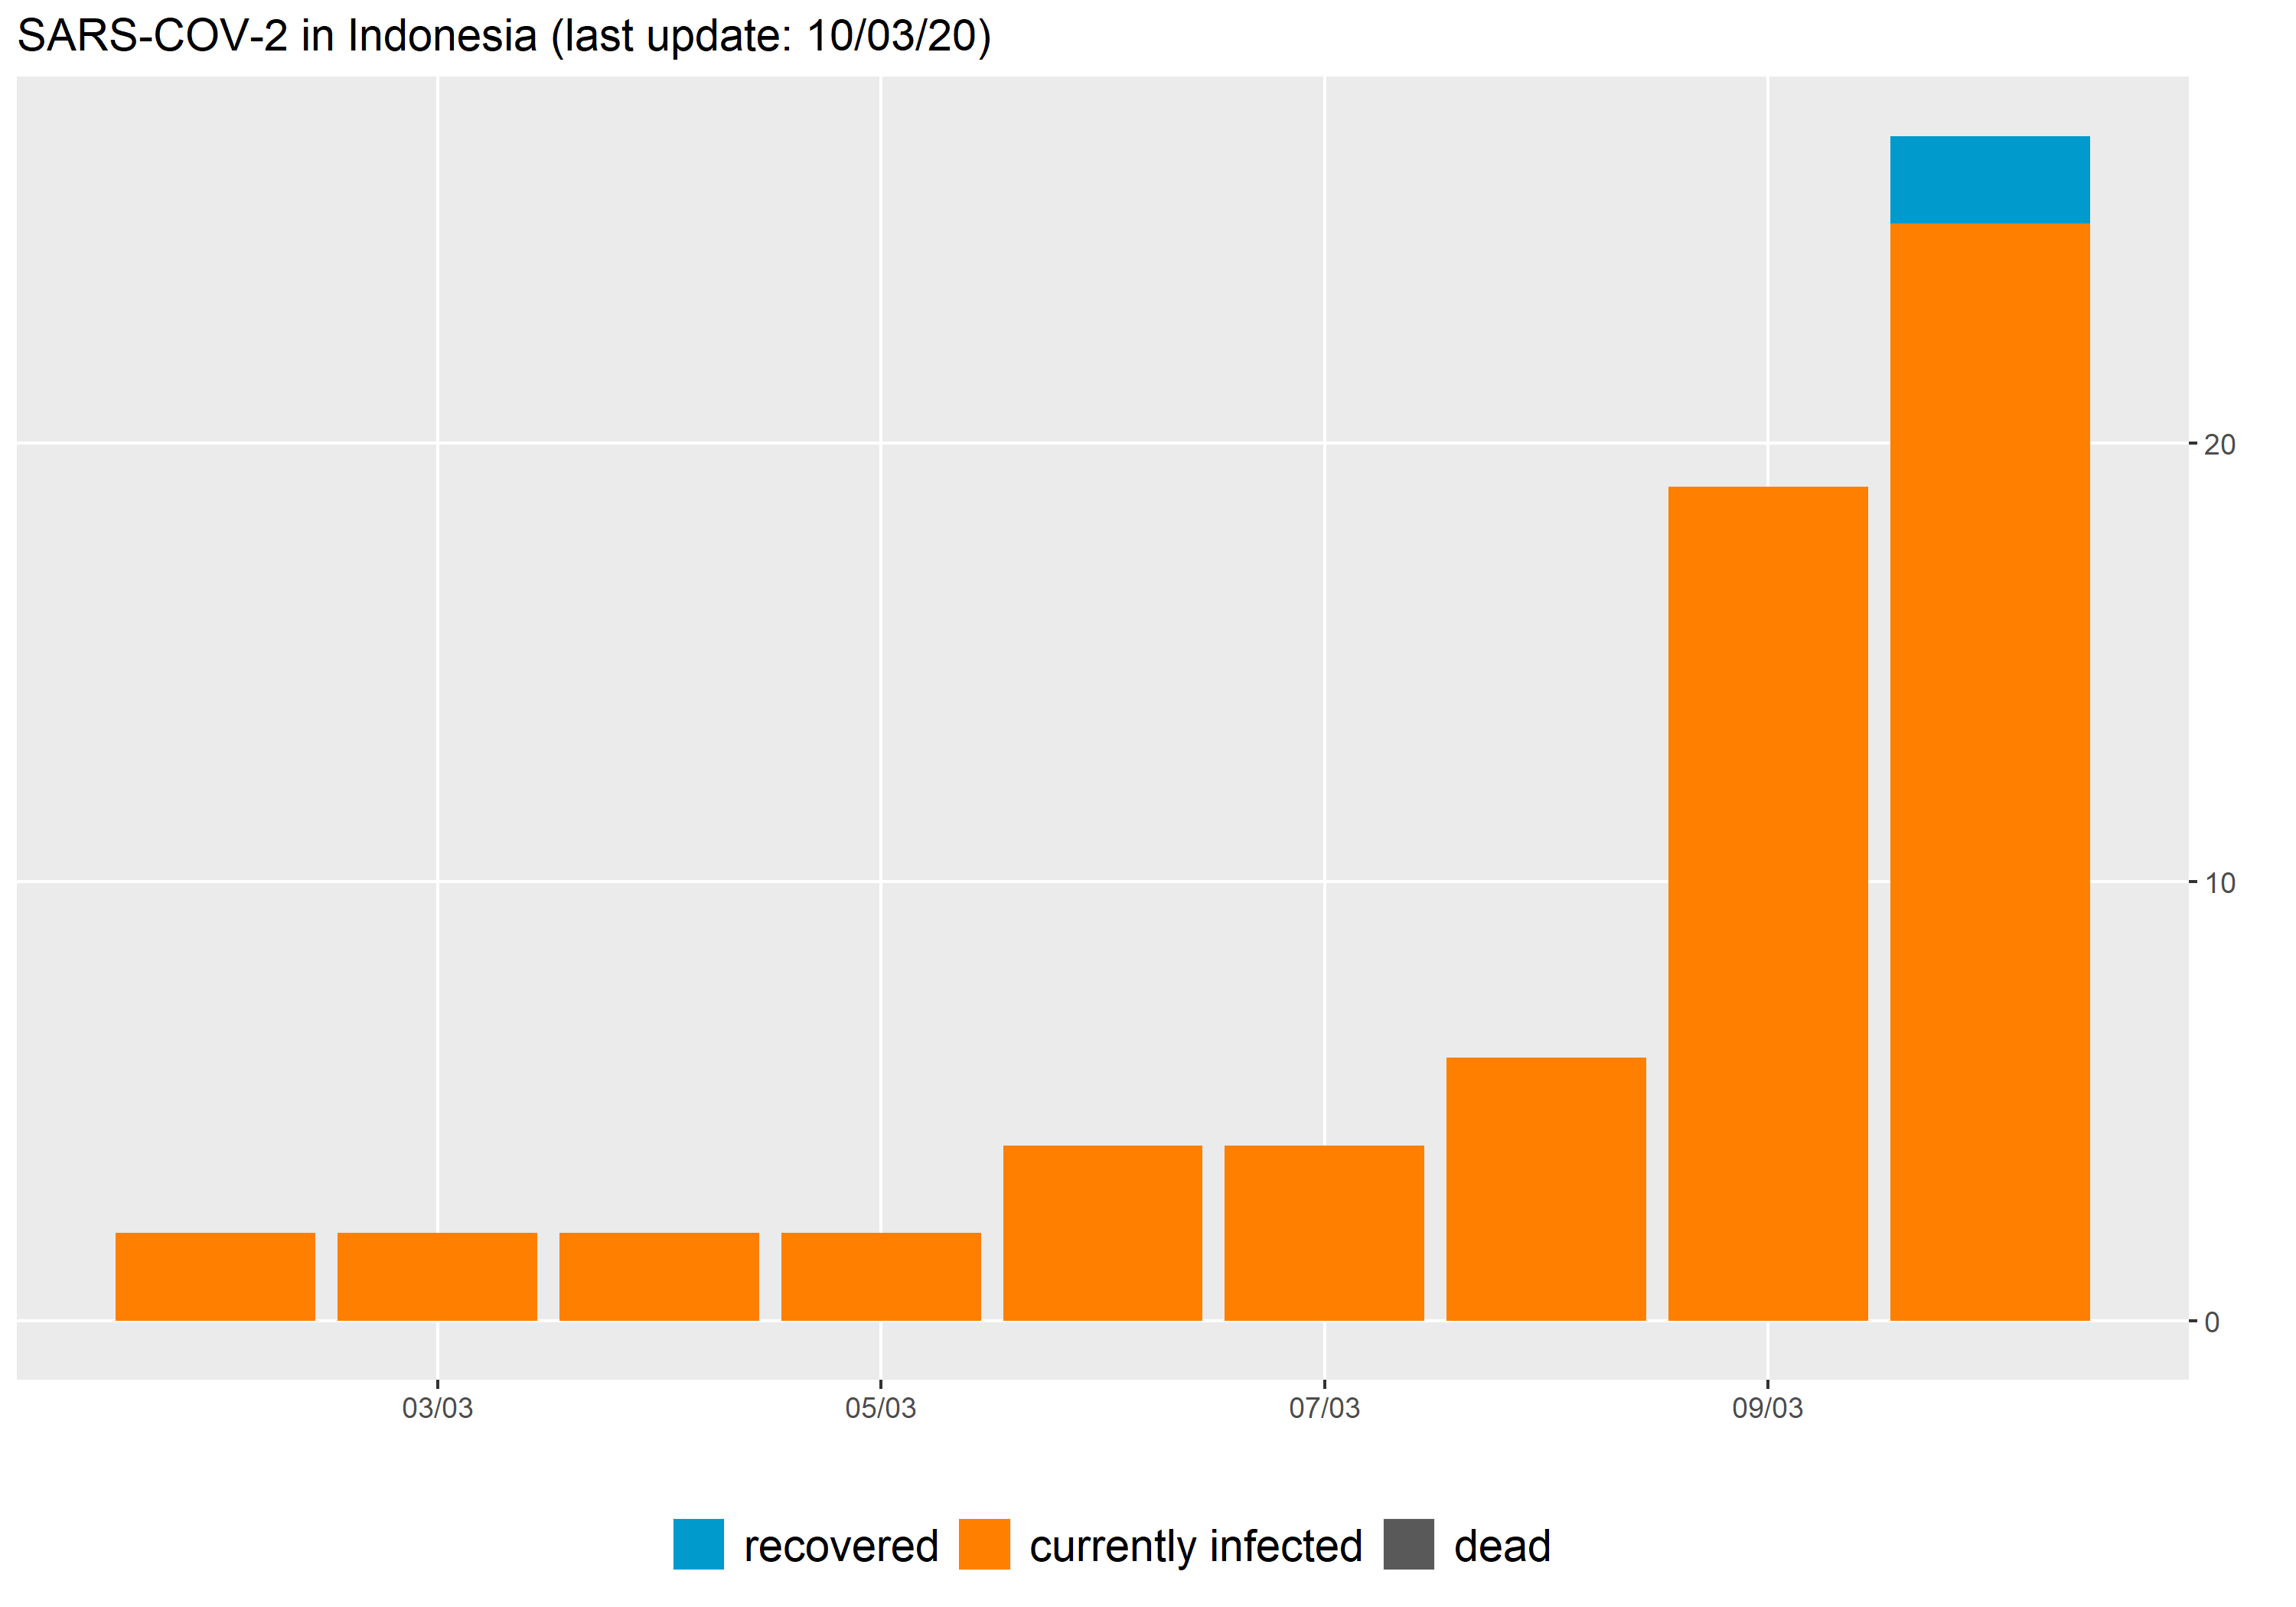 SARS-COV-2 in Indonesia (last update: 10/03/20)
20
10
0
03/03 05/03 07/03 09/03
recovered currently infected dead